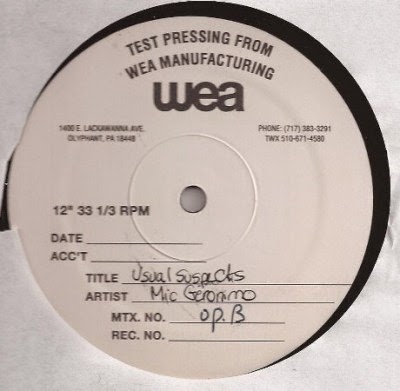 TEST PRESSING FROM
WEA MANUFACTURING
wea
1400 E. LACKAWANNA AVE.
OLYPHANT, PA 18448
PHONE: (717) 383-3291
TWX 510-671-4580
12" 33 1/3 RPM
DATE
ACC'T
TITLE Usual Suspects
ARTIST Mic Geronimo
MTX. NO. op. B
REC. NO.